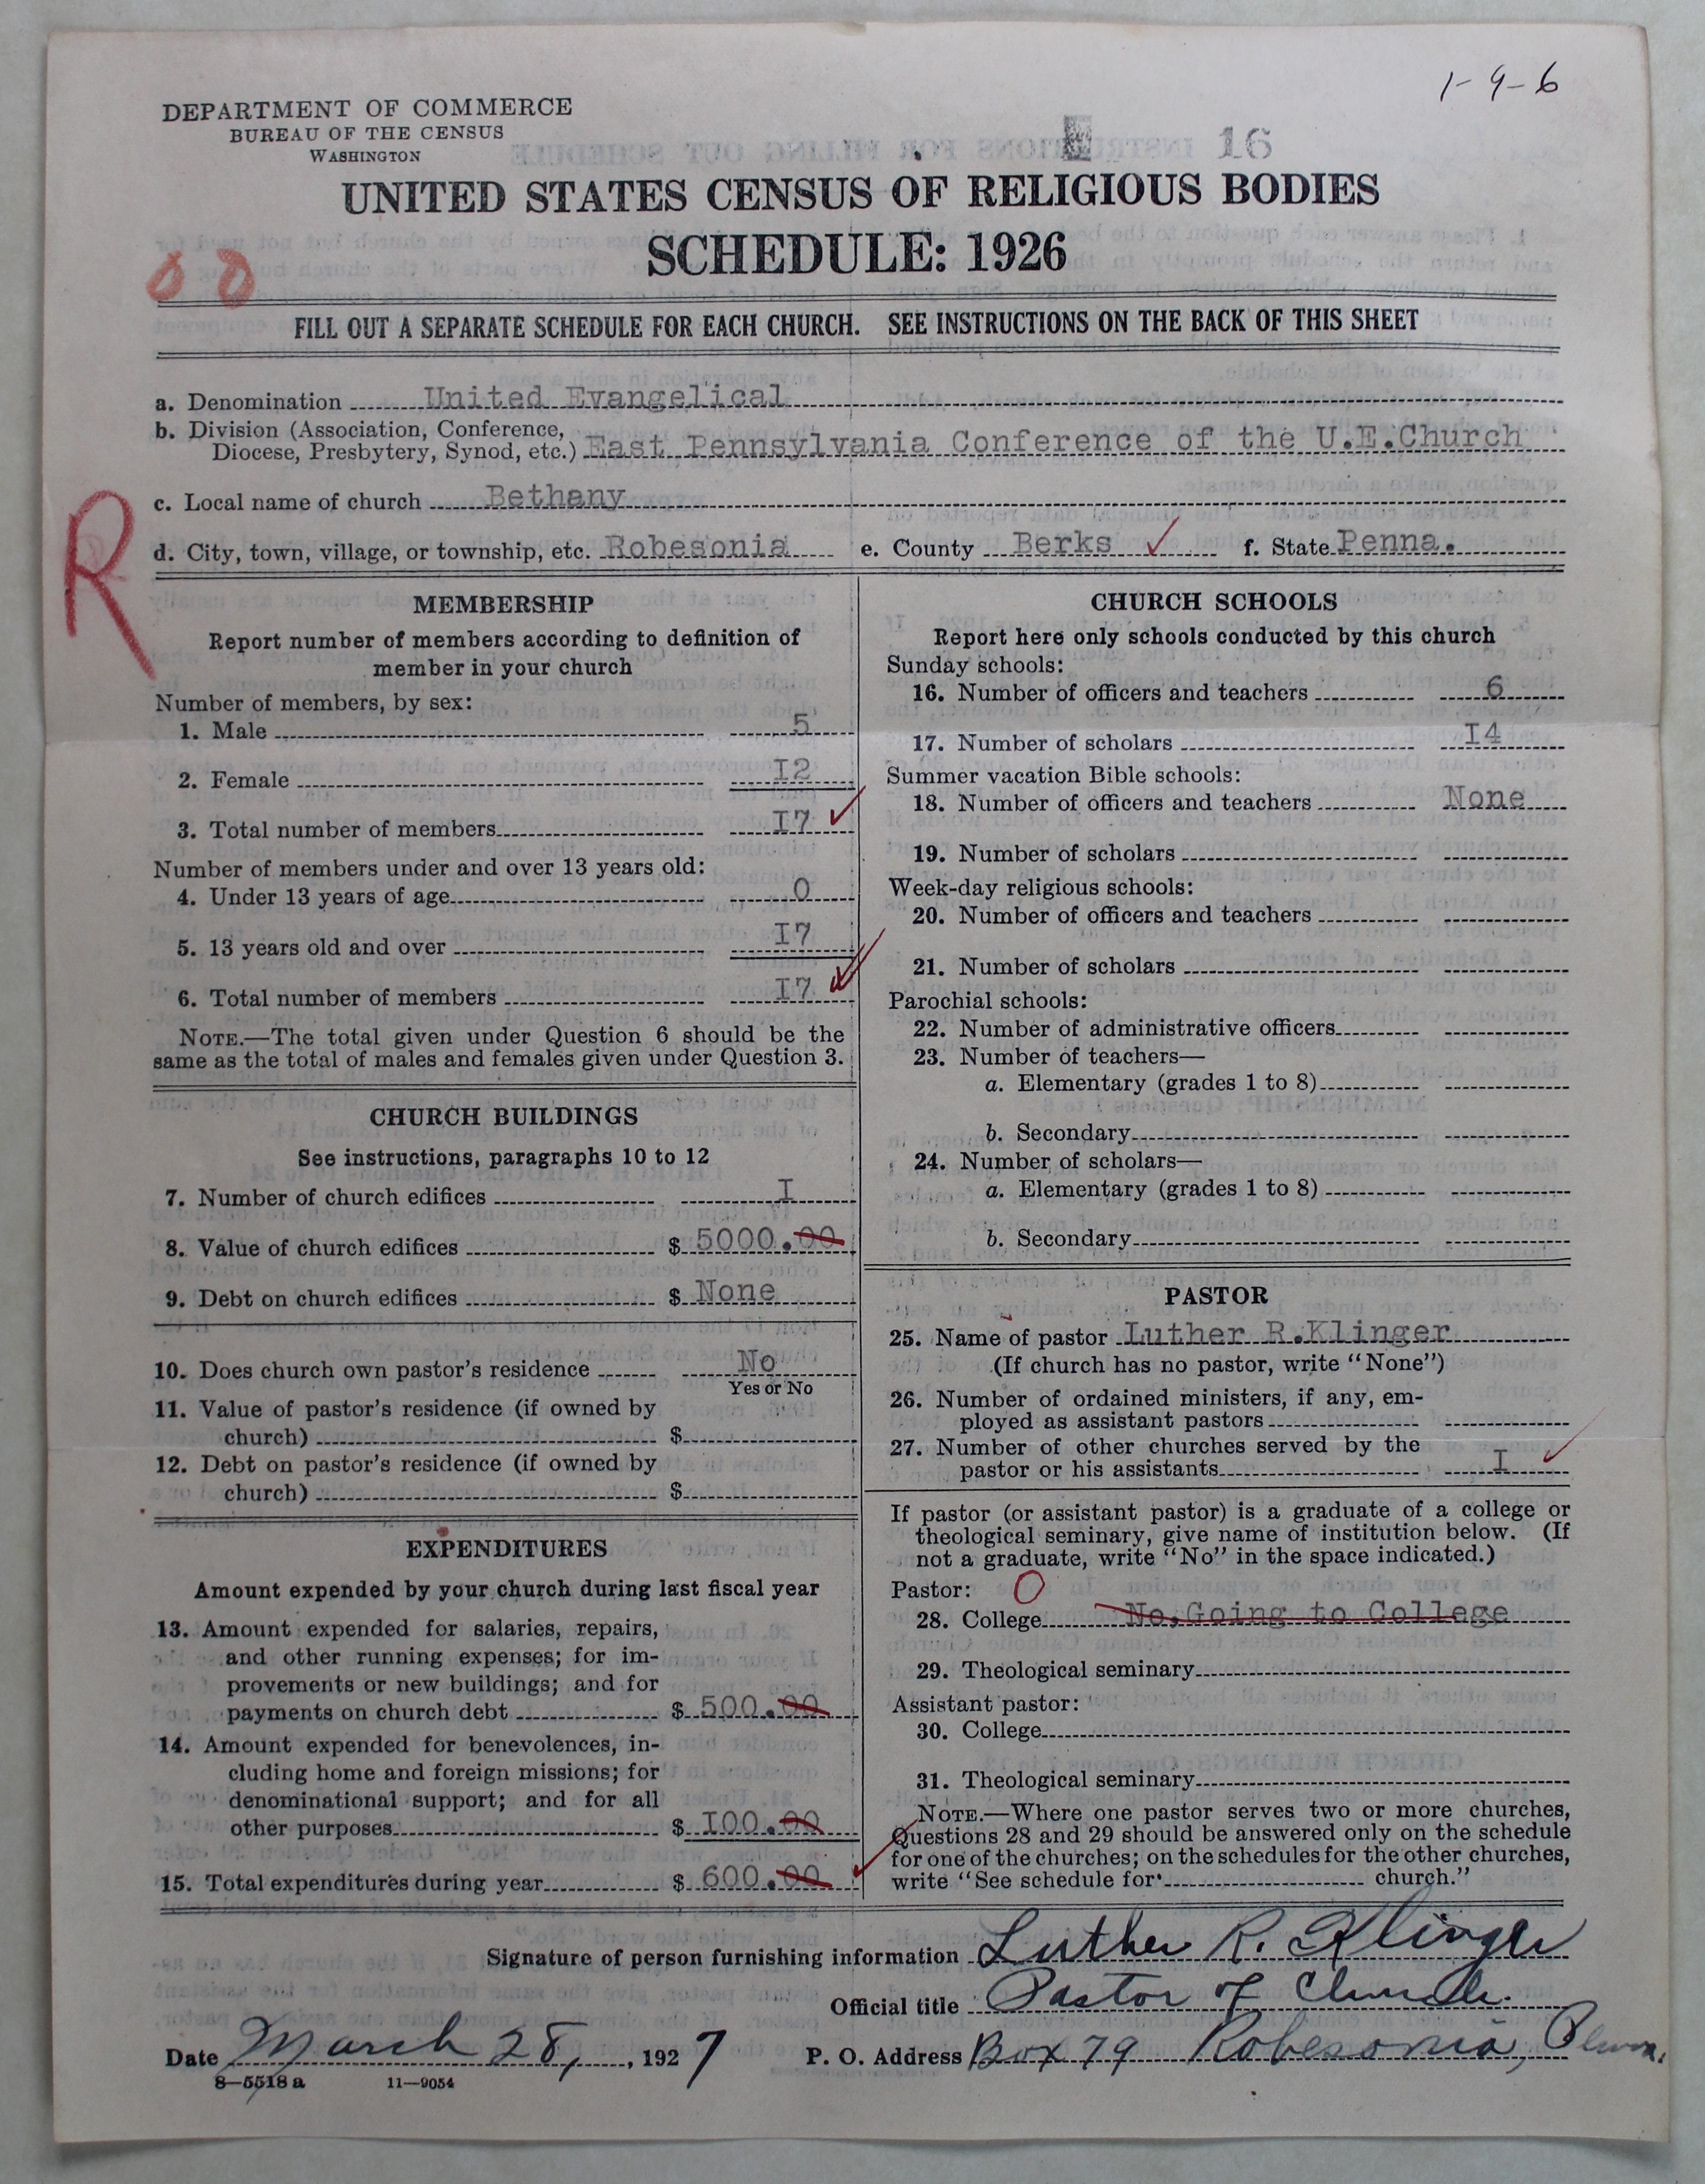 1-9-6
DEPARTMENT OF COMMERCE
BUREAU OF THE CENSUS
WASHINGTON
16
UNITED STATES CENSUS OF RELIGIOUS BODIES
SCHEDULE: 1926
FILL OUT A SEPARATE SCHEDULE FOR EACH CHURCH. SEE INSTRUCTIONS ON THE BACK OF THIS SHEET
a. Denomination United Evangelical
b. Division (Association, Conference,
Diocese, Presbytery, Synod, etc.) East Pennsylvania Conference of the U.E.Church
c. Local name of church Bethany
R
d. City, town, village, or township, etc. Robesonia e. County Berks f. State Penna.
MEMBERSHIP
Report number of members according to definition of
member in your church
Number of members, by sex:
1. Male 5
2. Female I2
3. Total number of members I7
Number of members under and over 13 years old:
4. Under 13 years of age 0
5. 13 years old and over I7
6. Total number of members I7
NOTE.—The total given under Question 6 should be the
same as the total of males and females given under Question 3.
CHURCH BUILDINGS
See instructions, paragraphs 10 to 12
7. Number of church edifices I
8. Value of church edifices $ 5000.00
9. Debt on church edifices $ None
10. Does church own pastor's residence No
Yes or No
11. Value of pastor's residence (if owned by
church) $
12. Debt on pastor's residence (if owned by
church) $
EXPENDITURES
Amount expended by your church during last fiscal year
13. Amount expended for salaries, repairs,
and other running expenses; for im-
provements or new buildings; and for
payments on church debt $ 500.00
14. Amount expended for benevolences, in-
cluding home and foreign missions; for
denominational support; and for all
other purposes $ I00.00
15. Total expenditures during year $ 600.00
CHURCH SCHOOLS
Report here only schools conducted by this church
Sunday schools:
16. Number of officers and teachers 6
17. Number of scholars I4
Summer vacation Bible schools:
18. Number of officers and teachers None
19. Number of scholars
Week-day religious schools:
20. Number of officers and teachers
21. Number of scholars
Parochial schools:
22. Number of administrative officers
23. Number of teachers—
a. Elementary (grades 1 to 8)
b. Secondary
24. Number of scholars—
a. Elementary (grades 1 to 8)
b. Secondary
PASTOR
25. Name of pastor Luther R.Klinger
(If church has no pastor, write "None")
26. Number of ordained ministers, if any, em-
ployed as assistant pastors
27. Number of other churches served by the
pastor or his assistants I
If pastor (or assistant pastor) is a graduate of a college or
theological seminary, give name of institution below. (If
not a graduate, write "No" in the space indicated.)
Pastor: O
28. College No,Going to College
29. Theological seminary
Assistant pastor:
30. College
31. Theological seminary
NOTE.—Where one pastor serves two or more churches,
Questions 28 and 29 should be answered only on the schedule
for one of the churches; on the schedules for the other churches,
write "See schedule for church."
Signature of person furnishing information Luther R. Klinger
Official title Pastor of Church.
Date March 28, , 1927 P. O. Address Box 79 Robesonia, Penna.
8—5518 a 11—9054